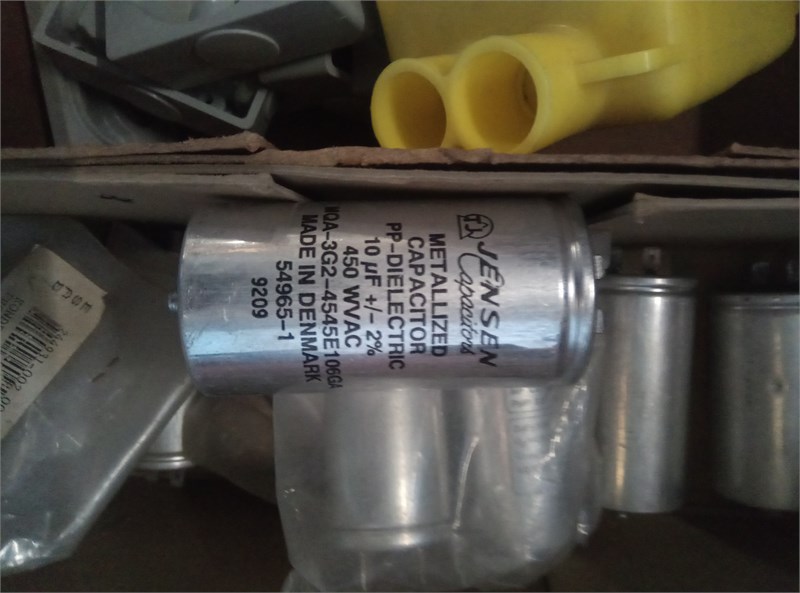 JENSEN
Capacitors
METALLIZED
CAPACITOR
PP-DIELECTRIC
10 µF +/- 2%
450 WVAC
MQA-3G2-4545E106GA
MADE IN DENMARK
54965-1
9209